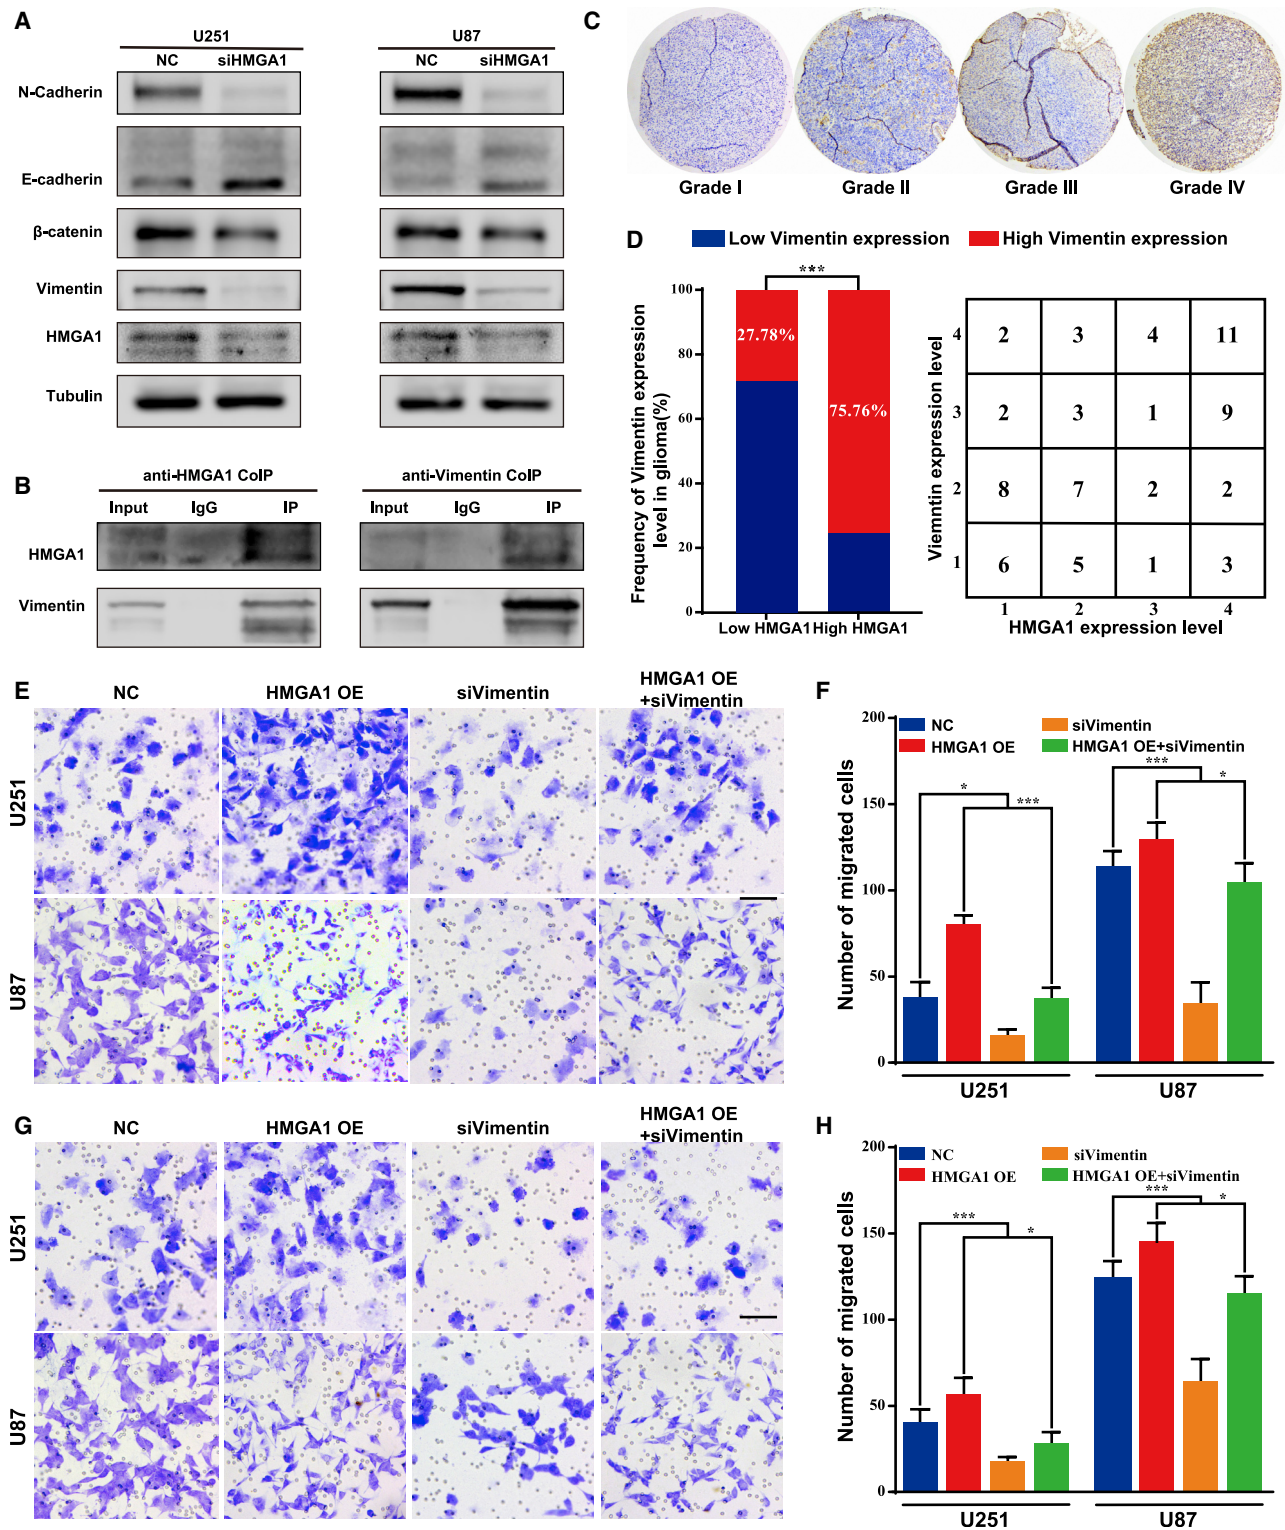 A
U251
U87
NC
siHMGA1
NC
siHMGA1
N-Cadherin
E-cadherin
β-catenin
Vimentin
HMGA1
Tubulin
B
anti-HMGA1 CoIP
anti-Vimentin CoIP
Input
IgG
IP
Input
IgG
IP
HMGA1
Vimentin
C
Grade I
Grade II
Grade III
Grade IV
D
Low Vimentin expression
High Vimentin expression
***
Frequency of Vimentin expression
level in glioma(%)
100
80
60
40
20
0
27.78%
75.76%
Low HMGA1
High HMGA1
Viemntin expression level
4
2 3 4 11
3
2 3 1 9
2
8 7 2 2
1
6 5 1 3
1 2 3 4
HMGA1 expression level
E
NC
HMGA1 OE
siVimentin
HMGA1 OE
+siVimentin
U251
U87
F
Number of migrated cells
200
150
100
50
0
NC
HMGA1 OE
siVimentin
HMGA1 OE+siVimentin
*
***
***
*
U251
U87
G
NC
HMGA1 OE
siVimentin
HMGA1 OE
+siVimentin
U251
U87
H
Number of migrated cells
200
150
100
50
0
NC
HMGA1 OE
siVimentin
HMGA1 OE+siVimentin
***
*
***
*
U251
U87